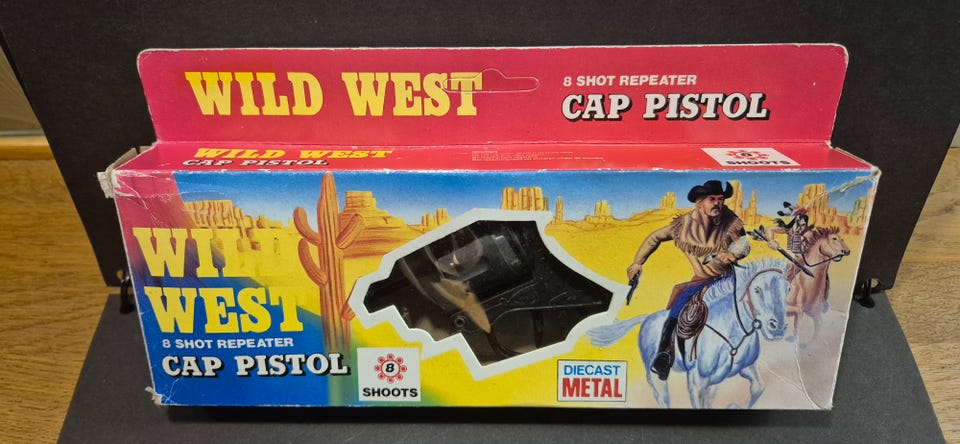 WILD WEST
8 SHOT REPEATER
CAP PISTOL
WILD WEST
CAP PISTOL
8
SHOOTS
WILD
WEST
8 SHOT REPEATER
CAP PISTOL
8
SHOOTS
DIECAST
METAL